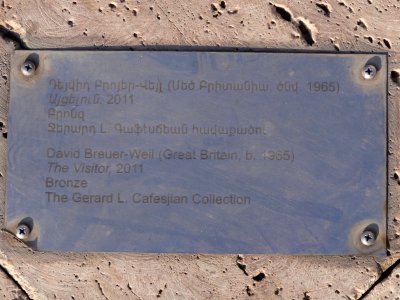 Դեյվիդ Բրոյեր-Վեյլ (Մեծ Բրիտանիա, ծնվ. 1965)
Այցելուն, 2011
Բրոնզ
Ջերարդ Լ. Գաֆէսճեան հավաքածու
David Breuer-Weil (Great Britain, b. 1965)
The Visitor, 2011
Bronze
The Gerard L. Cafesjian Collection